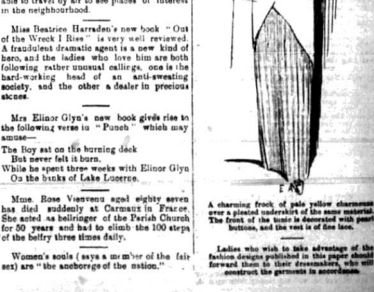 able to travel by air to see places of interest
in the neighbourhood.
Miss Beatrice Harraden's new book "Out
of the Wreck I Rise" is very well reviewed.
A fraudulent dramatic agent is a new kind of
hero, and the ladies who love him are both
following rather unusual callings, one is the
hard-working head of an anti-sweating
society, and the other a dealer in precious
stones.
Mrs Elinor Glyn's new book gives rise to
the following verse in "Punch" which may
amuse—
The Boy sat on the burning deck
But never felt it burn,
While he spent three weeks with Elinor Glyn
On the banks of Lake Lucerne.
Mme. Rose Vienvenu aged eighty seven
has died suddenly at Carmaux in France.
She acted as bellringer of the Parish Church
for 50 years and had to climb the 100 steps
of the belfry three times daily.
Women's souls (says a member of the fair
sex) are "the anchorage of the nation."
A charming frock of pale yellow charmeuse
over a pleated underskirt of the same material.
The front of the tunic is decorated with pearl
buttons, and the vest is of fine lace.
Ladies who wish to take advantage of the
fashion designs published in this paper should
forward them to their dressmakers, who will
construct the garments in accordance.